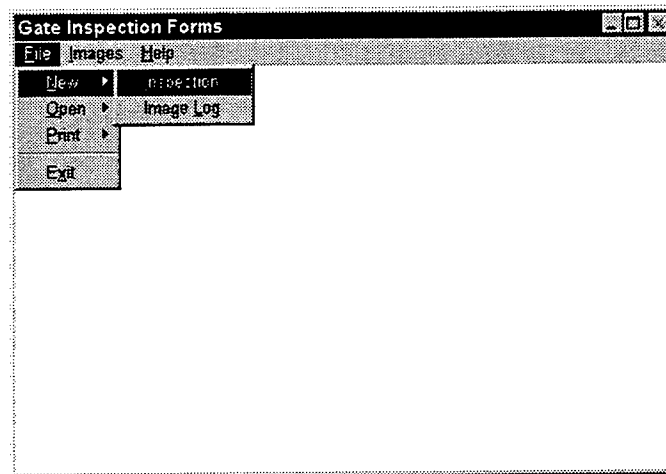 Gate Inspection Forms
File Images Help
New Inspection
Open Image Log
Print
Exit